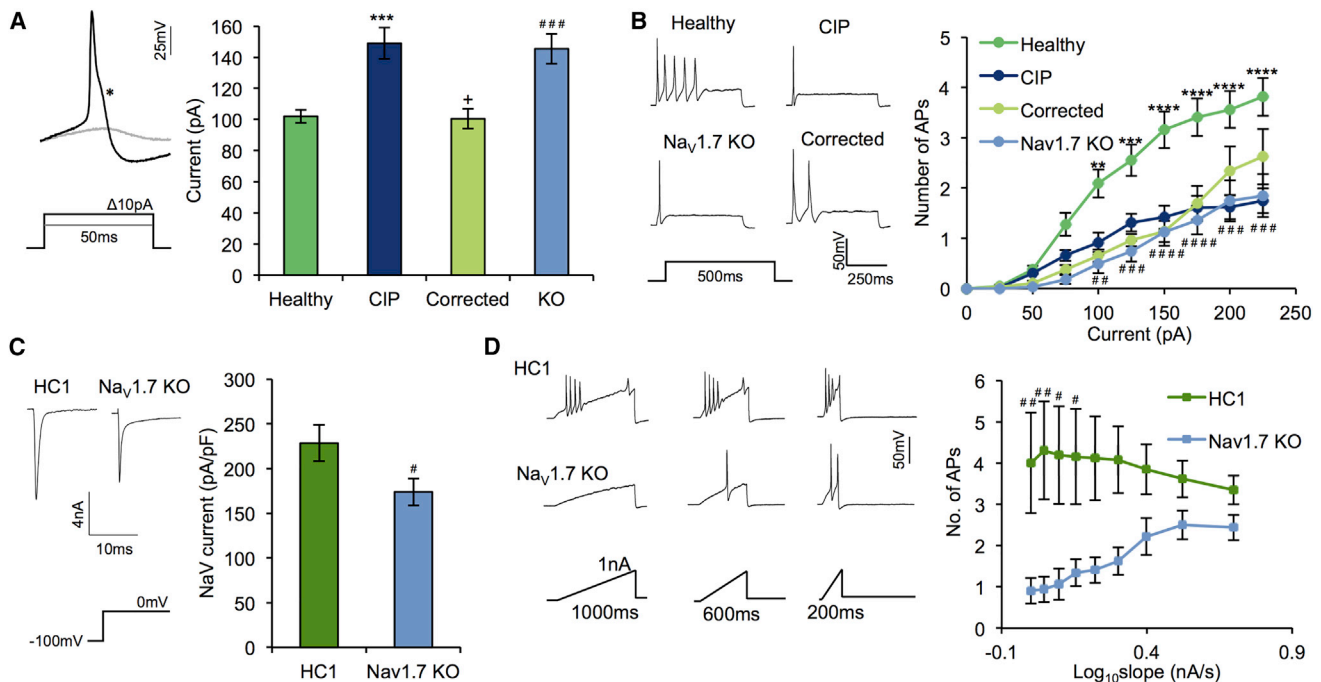 A
25mV
*
Δ10pA
50ms
Current (pA)
160
140
120
100
80
60
40
20
0
***
+
###
Healthy
CIP
Corrected
KO
B
Healthy
CIP
NaV1.7 KO
Corrected
500ms
50mV
250ms
Number of APs
5
4
3
2
1
0
Healthy
CIP
Corrected
Nav1.7 KO
** *** **** **** **** ****
## ### #### #### ### ###
0 50 100 150 200 250
Current (pA)
C
HC1
NaV1.7 KO
4nA
10ms
0mV
-100mV
NaV current (pA/pF)
300
250
200
150
100
50
0
#
HC1
Nav1.7 KO
D
HC1
NaV1.7 KO
50mV
1nA
1000ms
600ms
200ms
No. of APs
6
5
4
3
2
1
0
## ## # #
HC1
Nav1.7 KO
-0.1 0.4 0.9
Log10slope (nA/s)